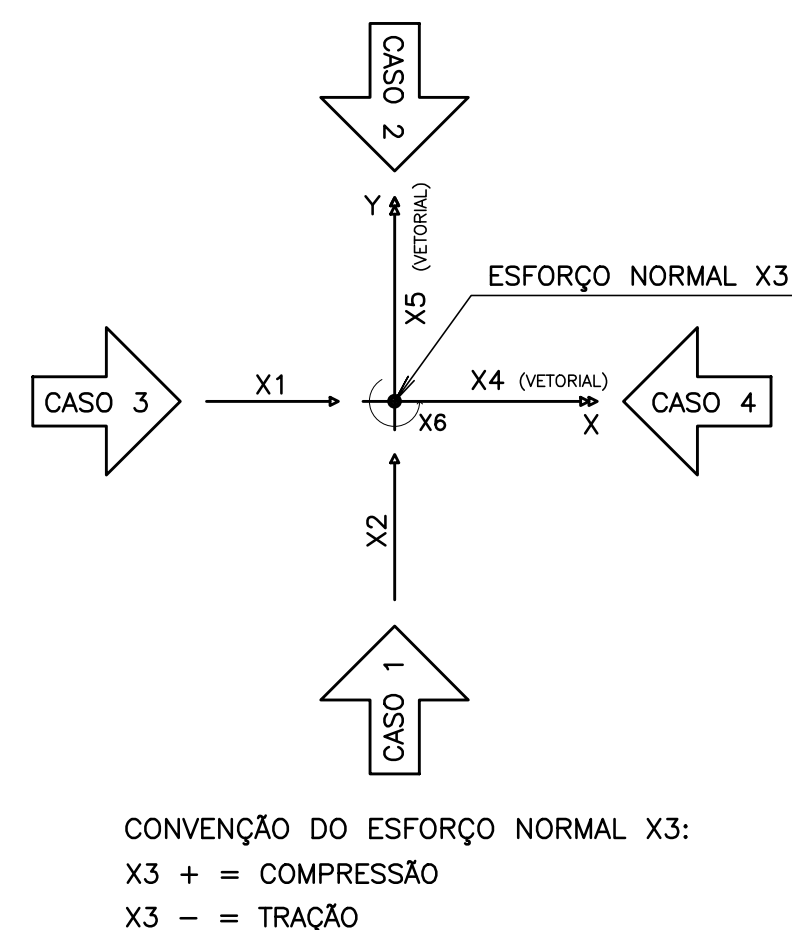 CASO 2
Y
(VETORIAL)
X5
ESFORÇO NORMAL X3
CASO 3
X1
X4 (VETORIAL)
CASO 4
X6
X
X2
CASO 1
CONVENÇÃO DO ESFORÇO NORMAL X3:
X3 + = COMPRESSÃO
X3 - = TRAÇÃO